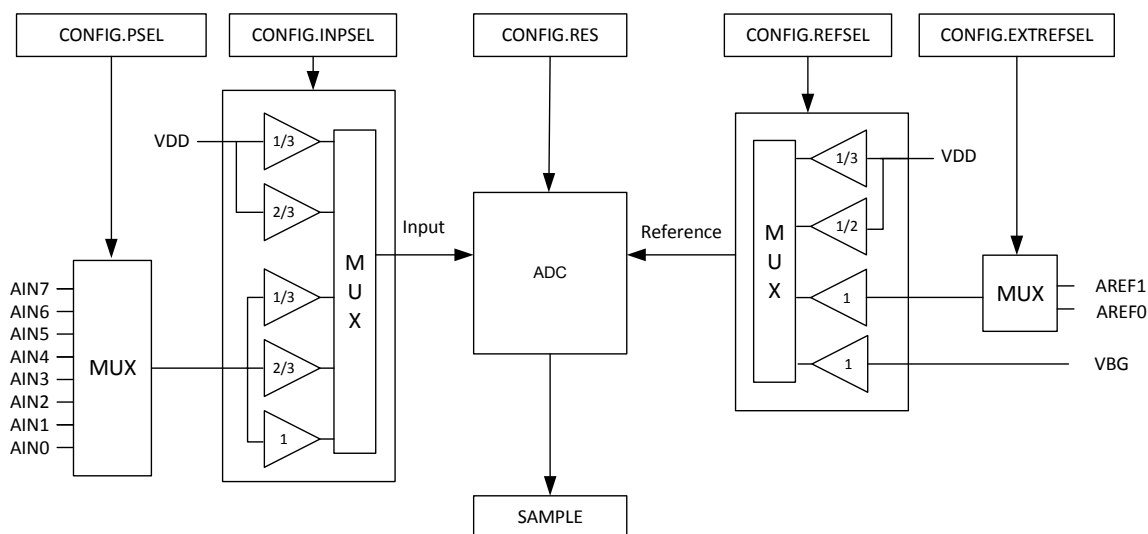 CONFIG.PSEL
CONFIG.INPSEL
CONFIG.RES
CONFIG.REFSEL
CONFIG.EXTREFSEL
VDD
1/3
2/3
1/3
2/3
1
MUX
Input
ADC
Reference
MUX
1/3
1/2
1
1
VDD
MUX
AREF1
AREF0
VBG
AIN7
AIN6
AIN5
AIN4
AIN3
AIN2
AIN1
AIN0
MUX
SAMPLE